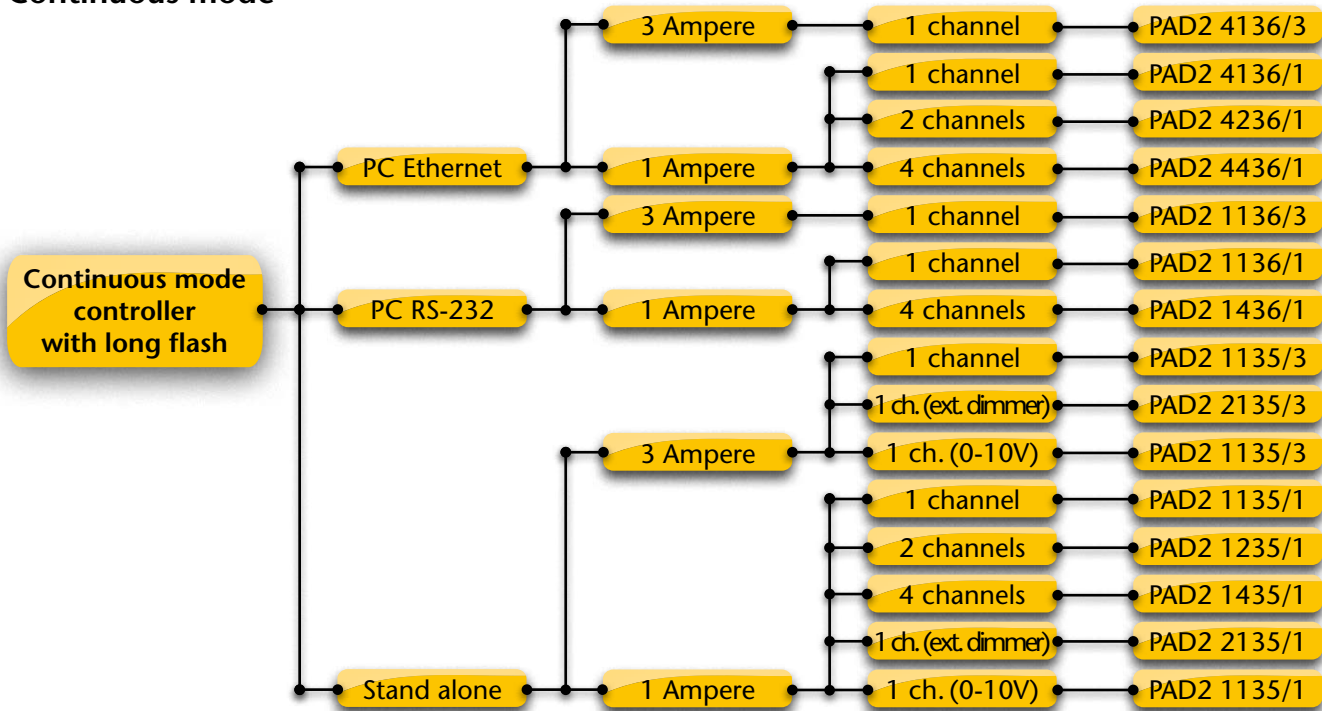 Continuous mode
3 Ampere
1 channel
PAD2 4136/3
1 channel
PAD2 4136/1
2 channels
PAD2 4236/1
PC Ethernet
1 Ampere
4 channels
PAD2 4436/1
3 Ampere
1 channel
PAD2 1136/3
1 channel
PAD2 1136/1
Continuous mode
controller
with long flash
PC RS-232
1 Ampere
4 channels
PAD2 1436/1
1 channel
PAD2 1135/3
1 ch. (ext. dimmer)
PAD2 2135/3
3 Ampere
1 ch. (0-10V)
PAD2 1135/3
1 channel
PAD2 1135/1
2 channels
PAD2 1235/1
4 channels
PAD2 1435/1
1 ch. (ext. dimmer)
PAD2 2135/1
Stand alone
1 Ampere
1 ch. (0-10V)
PAD2 1135/1